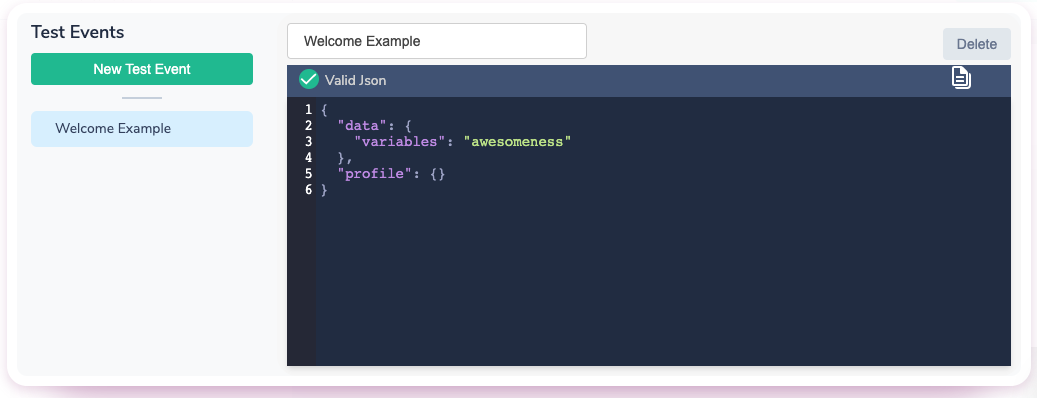 Test Events
New Test Event
Welcome Example
Welcome Example
Delete
Valid Json
1 {
2   "data": {
3     "variables": "awesomeness"
4   },
5   "profile": {}
6 }